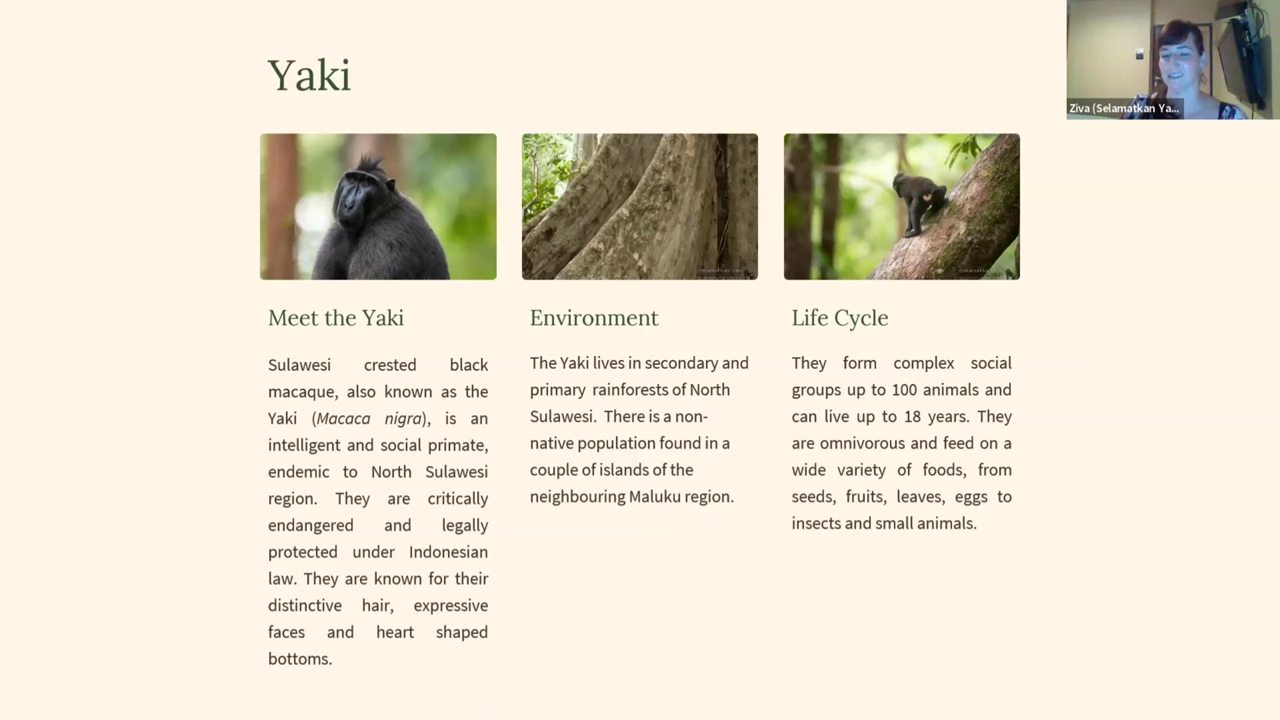 Yaki
Ziva (Selamatkan Ya...
Meet the Yaki
Sulawesi crested black
macaque, also known as the
Yaki (Macaca nigra), is an
intelligent and social primate,
endemic to North Sulawesi
region. They are critically
endangered and legally
protected under Indonesian
law. They are known for their
distinctive hair, expressive
faces and heart shaped
bottoms.
Environment
The Yaki lives in secondary and
primary rainforests of North
Sulawesi. There is a non-
native population found in a
couple of islands of the
neighbouring Maluku region.
Life Cycle
They form complex social
groups up to 100 animals and
can live up to 18 years. They
are omnivorous and feed on a
wide variety of foods, from
seeds, fruits, leaves, eggs to
insects and small animals.